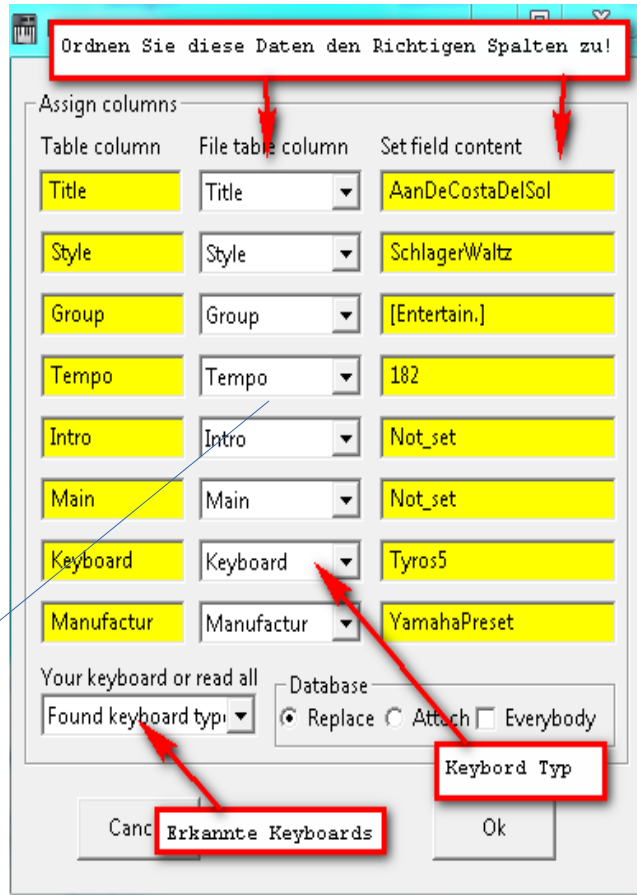 Ordnen Sie diese Daten den Richtigen Spalten zu!
Assign columns
Table column File table column Set field content
Title Title AanDeCostaDelSol
Style Style SchlagerWaltz
Group Group [Entertain.]
Tempo Tempo 182
Intro Intro Not_set
Main Main Not_set
Keyboard Keyboard Tyros5
Manufactur Manufactur YamahaPreset
Your keyboard or read all Database
Found keyboard type Replace Attach Everybody
Keybord Typ
Canc Erkannte Keyboards Ok